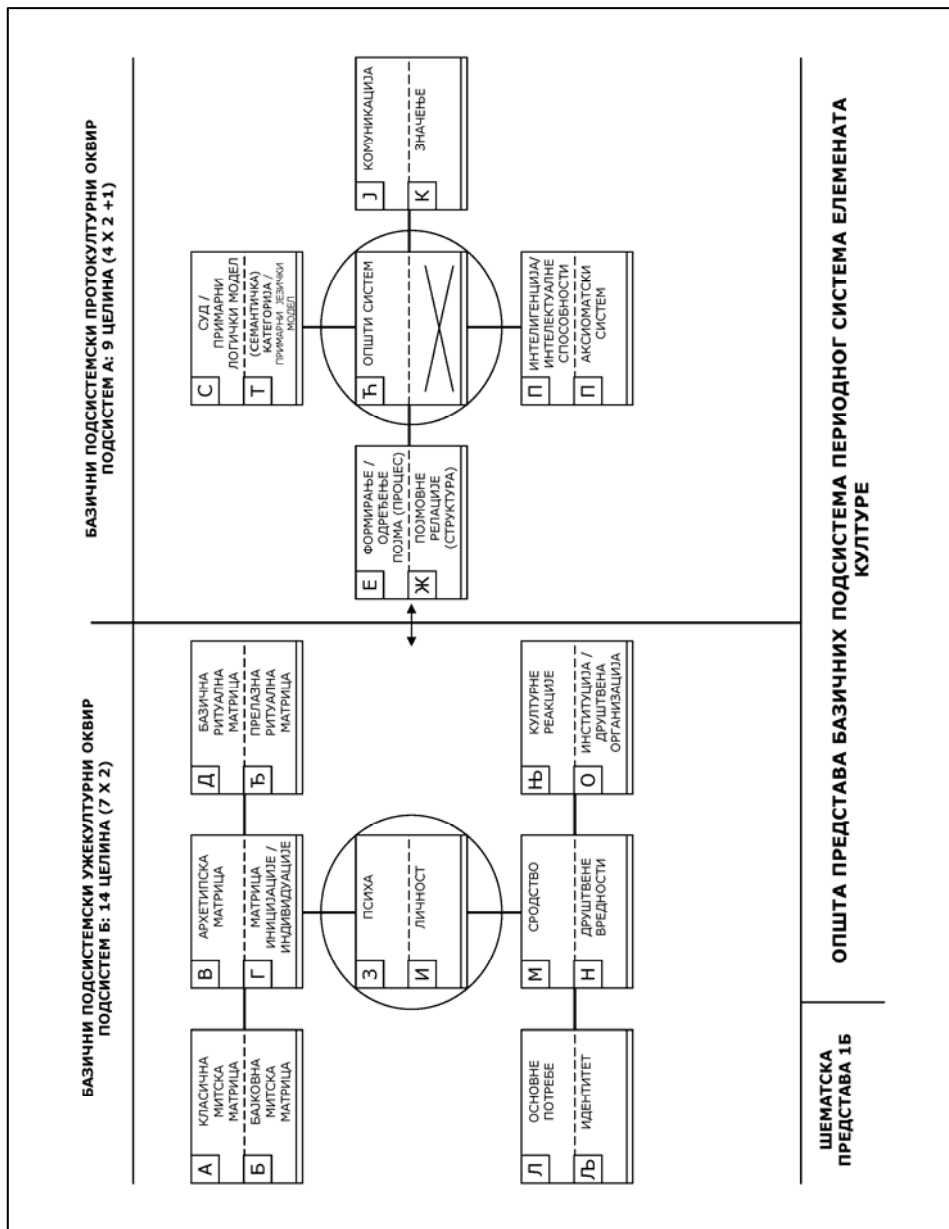 БАЗИЧНИ ПОДСИСТЕМСКИ УЖЕКУЛТУРНИ ОКВИР
ПОДСИСТЕМ Б: 14 ЦЕЛИНА (7 X 2)
БАЗИЧНИ ПОДСИСТЕМСКИ ПРОТОКУЛТУРНИ ОКВИР
ПОДСИСТЕМ А: 9 ЦЕЛИНА (4 X 2 +1)
А
КЛАСИЧНА
МИТСКА
МАТРИЦА
Б
БАЈКОВНА
МИТСКА
МАТРИЦА
В
АРХЕТИПСКА
МАТРИЦА
Г
МАТРИЦА
ИНИЦИЈАЦИЈЕ /
ИНДИВИДУАЦИЈЕ
Д
БАЗИЧНА
РИТУАЛНА
МАТРИЦА
Ђ
ПРЕЛАЗНА
РИТУАЛНА
МАТРИЦА
З
ПСИХА
И
ЛИЧНОСТ
Л
ОСНОВНЕ
ПОТРЕБЕ
Љ
ИДЕНТИТЕТ
М
СРОДСТВО
Н
ДРУШТВЕНЕ
ВРЕДНОСТИ
Њ
КУЛТУРНЕ
РЕАКЦИЈЕ
О
ИНСТИТУЦИЈА /
ДРУШТВЕНА
ОРГАНИЗАЦИЈА
С
СУД /
ПРИМАРНИ
ЛОГИЧКИ МОДЕЛ
Т
(СЕМАНТИЧКА)
КАТЕГОРИЈА /
ПРИМАРНИ ЈЕЗИЧКИ
МОДЕЛ
Е
ФОРМИРАЊЕ /
ОДРЕЂЕЊЕ
ПОЈМА (ПРОЦЕС)
Ж
ПОЈМОВНЕ
РЕЛАЦИЈЕ
(СТРУКТУРА)
Ћ
ОПШТИ СИСТЕМ
Ј
КОМУНИКАЦИЈА
К
ЗНАЧЕЊЕ
П
ИНТЕЛИГЕНЦИЈА/
ИНТЕЛЕКТУАЛНЕ
СПОСОБНОСТИ
П
АКСИОМАТСКИ
СИСТЕМ
ШЕМАТСКА
ПРЕДСТАВА 1Б
ОПШТА ПРЕДСТАВА БАЗИЧНИХ ПОДСИСТЕМА ПЕРИОДНОГ СИСТЕМА ЕЛЕМЕНАТА
КУЛТУРЕ